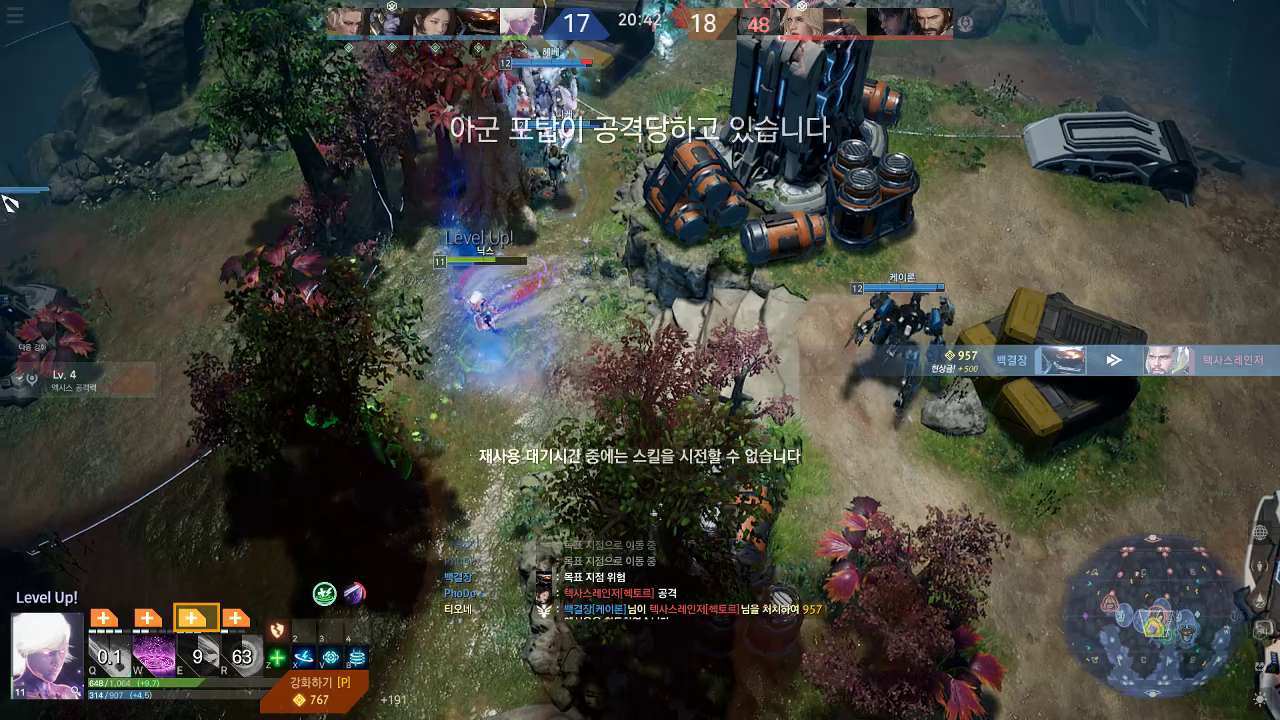 17
20:42
18
48
헤베
12
아군 포탑이 공격당하고 있습니다
Level Up!
닉스
11
케이론
12
다음 강화
Lv. 4
엑시스 공격력
957
현상금! +500
백결장
텍사스레인저
재사용 대기시간 중에는 스킬을 시전할 수 없습니다
목표 지점으로 이동 중
목표 지점으로 이동 중
백결장 : 목표 지점 위험
: 텍사스레인저[헥토르] 공격
티오네 : 백결장[케이론]님이 텍사스레인저[헥토르]님을 처치하여 957
Level Up!
0.1
9
63
Q
W
E
R
2
3
4
Z
X
V
B
11
648/1,064 (+9.7)
314/907 (+4.5)
강화하기 [P]
767
+191